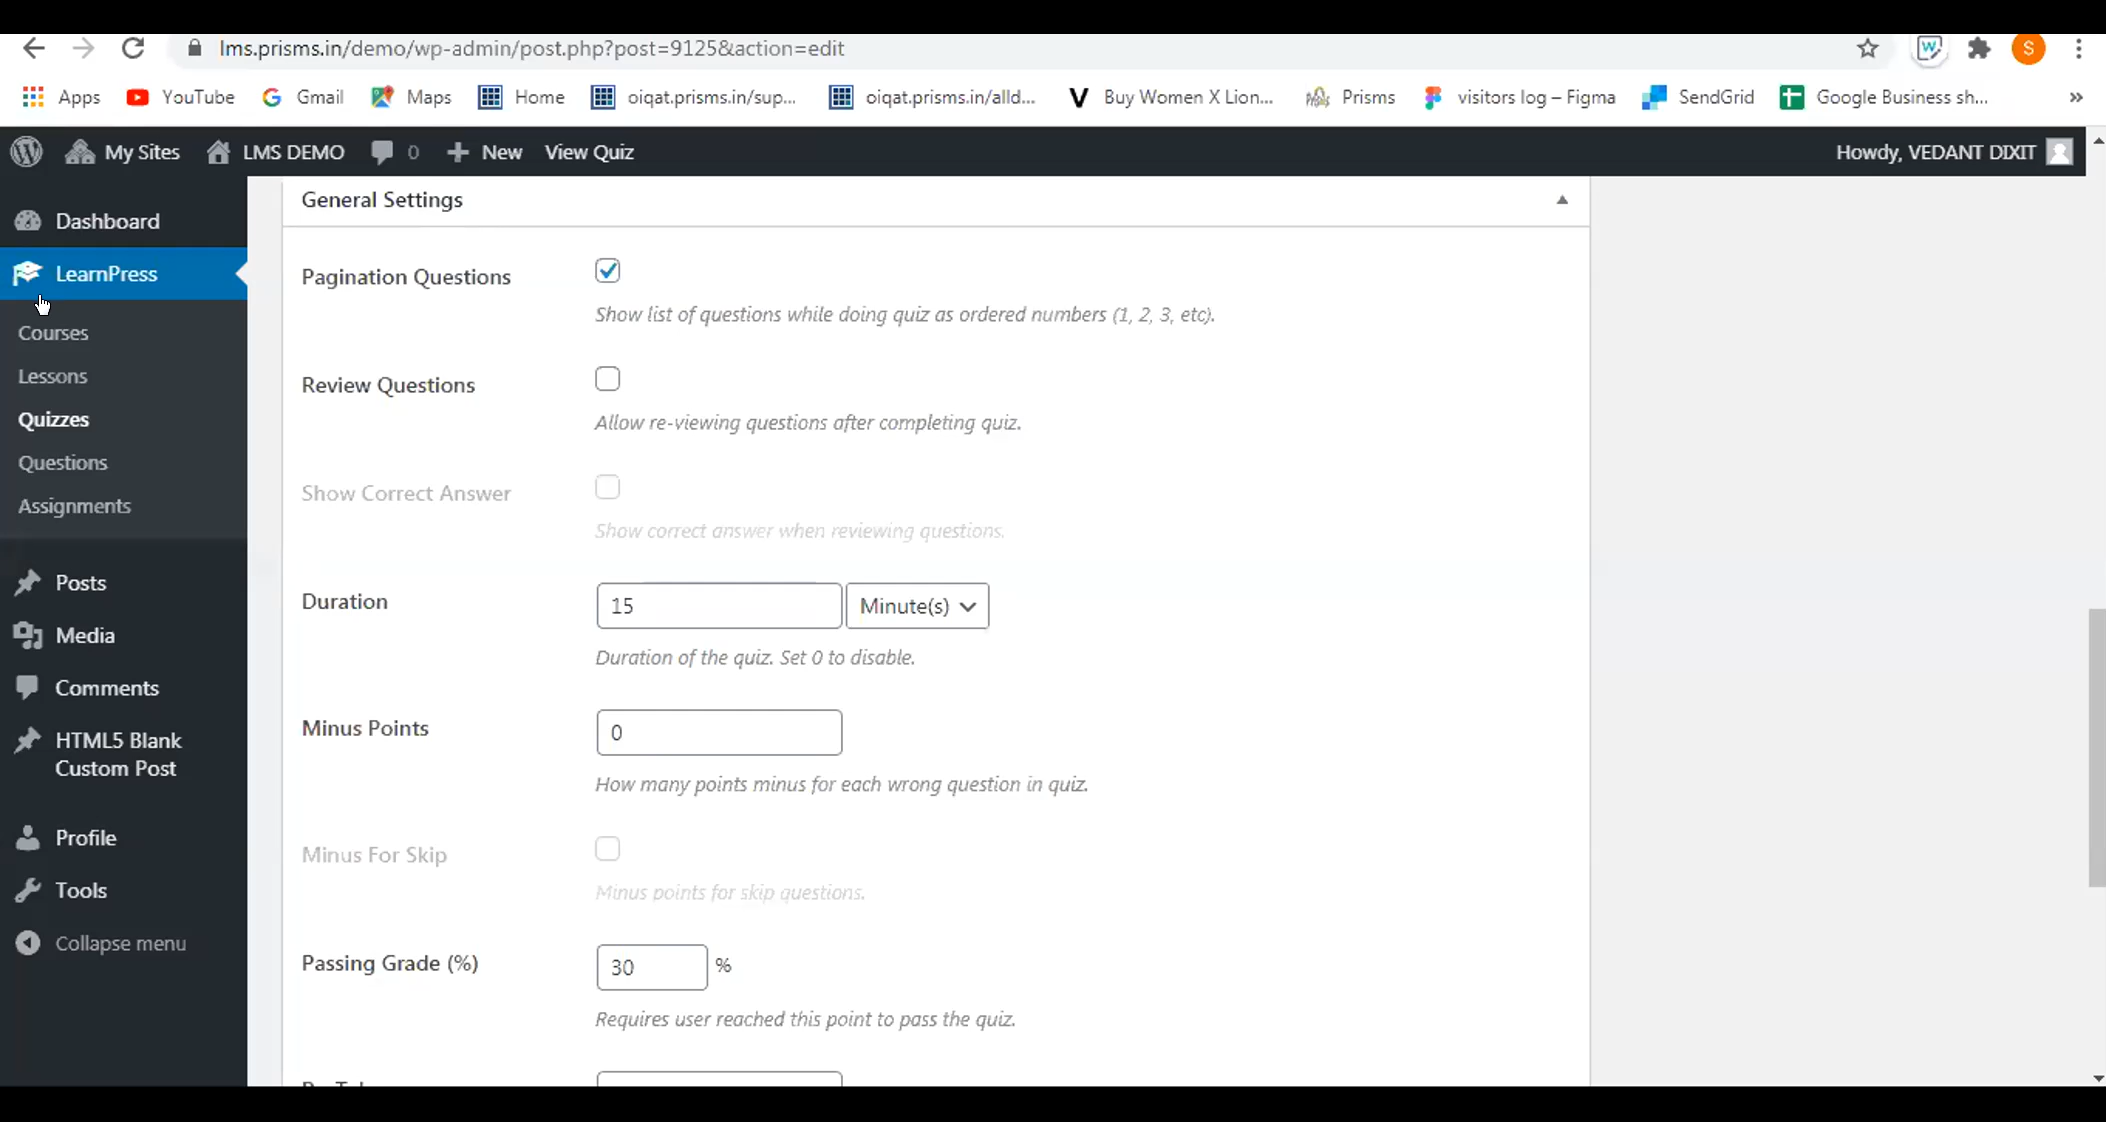 lms.prisms.in/demo/wp-admin/post.php?post=9125&action=edit
S
Apps YouTube Gmail Maps Home oiqat.prisms.in/sup... oiqat.prisms.in/alld... Buy Women X Lion... Prisms visitors log – Figma SendGrid Google Business sh... »
My Sites LMS DEMO 0 + New View Quiz Howdy, VEDANT DIXIT
Dashboard
LearnPress
Courses
Lessons
Quizzes
Questions
Assignments
Posts
Media
Comments
HTML5 Blank
Custom Post
Profile
Tools
Collapse menu
General Settings
Pagination Questions
Show list of questions while doing quiz as ordered numbers (1, 2, 3, etc).
Review Questions
Allow re-viewing questions after completing quiz.
Show Correct Answer
Show correct answer when reviewing questions.
Duration 15 Minute(s)
Duration of the quiz. Set 0 to disable.
Minus Points 0
How many points minus for each wrong question in quiz.
Minus For Skip
Minus points for skip questions.
Passing Grade (%) 30 %
Requires user reached this point to pass the quiz.